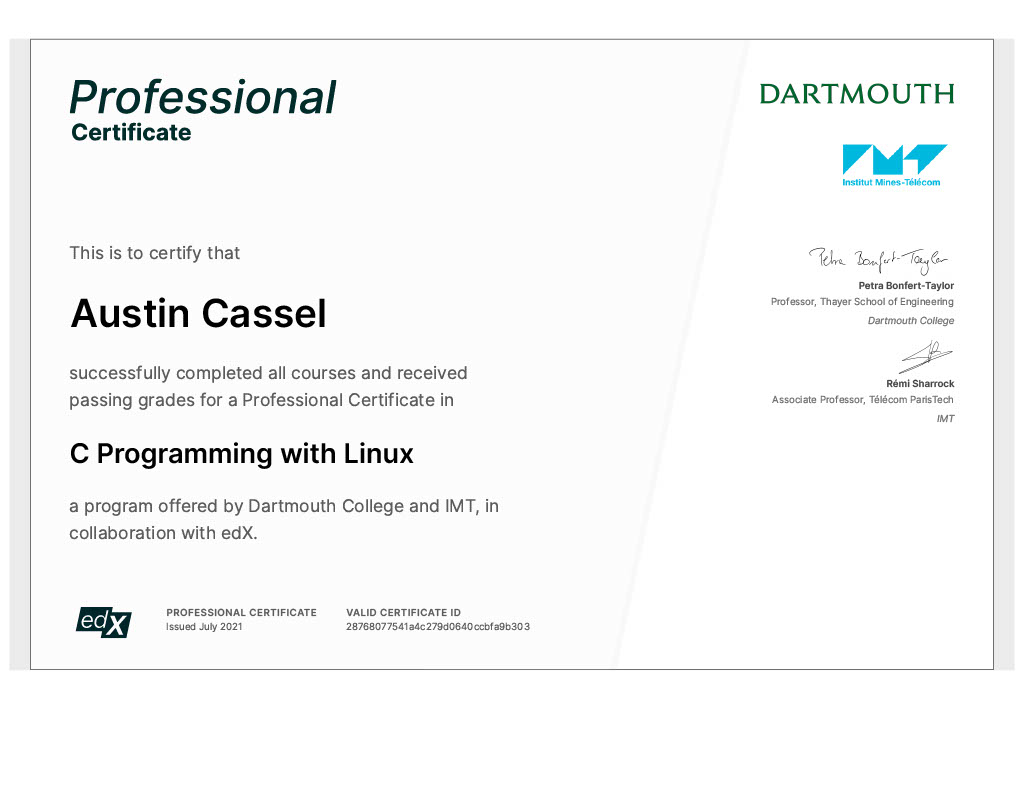 Professional
Certificate
This is to certify that
Austin Cassel
successfully completed all courses and received
passing grades for a Professional Certificate in
C Programming with Linux
a program offered by Dartmouth College and IMT, in
collaboration with edX.
edX
PROFESSIONAL CERTIFICATE
Issued July 2021
VALID CERTIFICATE ID
28768077541a4c279d0640ccbfa9b303
DARTMOUTH
IMT
Institut Mines-Télécom
Petra Bonfert-Taylor
Petra Bonfert-Taylor
Professor, Thayer School of Engineering
Dartmouth College
Rémi Sharrock
Associate Professor, Télécom ParisTech
IMT